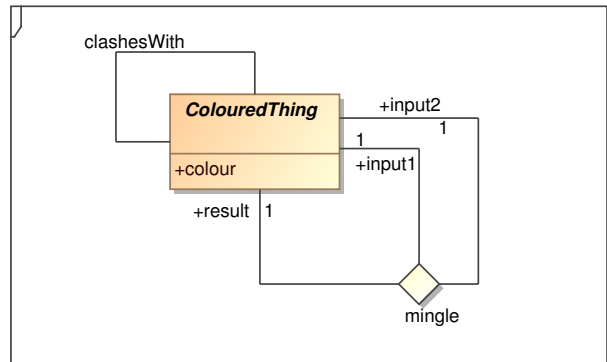 clashesWith
ColouredThing
+input2
1
1
+colour
+input1
+result
1
mingle